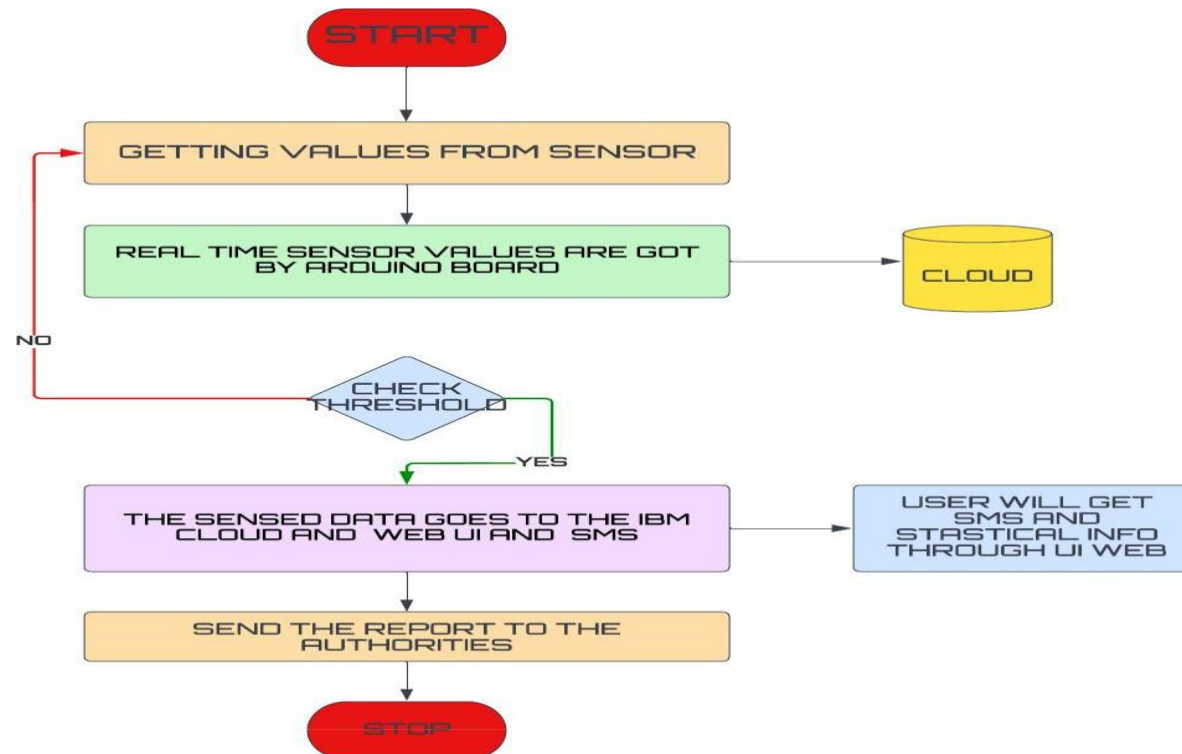 START
GETTING VALUES FROM SENSOR
REAL TIME SENSOR VALUES ARE GOT
BY ARDUINO BOARD
CLOUD
NO
CHECK
THRESHOLD
YES
THE SENSED DATA GOES TO THE IBM
CLOUD AND WEB UI AND SMS
USER WILL GET
SMS AND
STASTICAL INFO
THROUGH UI WEB
SEND THE REPORT TO THE
AUTHORITIES
STOP